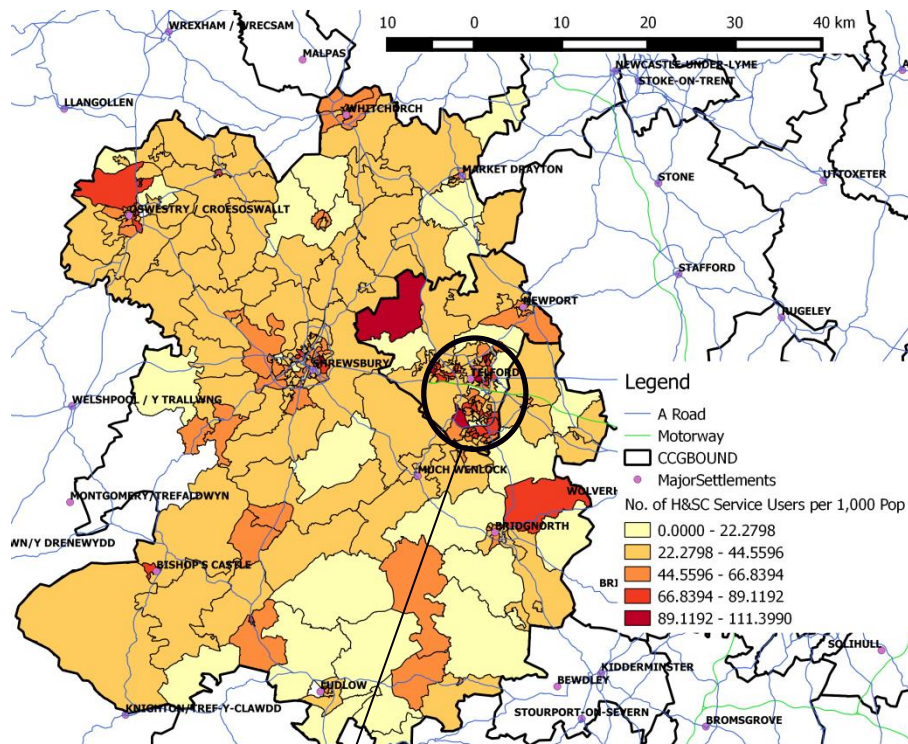 10 0 10 20 30 40 km
WREXHAM / WRECSAM
MALPAS
NEWCASTLE-UNDER-LYME
STOKE-ON-TRENT
LLANGOLLEN
WHITCHURCH
MARKET DRAYTON
STONE
UTTOXETER
OSWESTRY / CROESOSWALLT
STAFFORD
NEWPORT
RUGELEY
SHREWSBURY
TELFORD
WELSHPOOL / Y TRALLWNG
MUCH WENLOCK
MONTGOMERY/TREFALDWYN
WOLVER
BRIDGNORTH
WN/Y DRENEWYDD
BISHOP'S CASTLE
BRI
Legend
A Road
Motorway
CCGBOUND
MajorSettlements
No. of H&SC Service Users per 1,000 Pop
0.0000 - 22.2798
22.2798 - 44.5596
44.5596 - 66.8394
66.8394 - 89.1192
89.1192 - 111.3990
SOLIHULL
KIDDERMINSTER
BEWDLEY
LUDLOW
KNIGHTON/TREF-Y-CLAWDD
STOURPORT-ON-SEVERN
BROMSGROVE